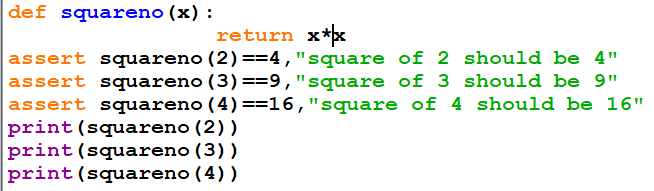 def squareno(x):
                return x*x
assert squareno(2)==4,"square of 2 should be 4"
assert squareno(3)==9,"square of 3 should be 9"
assert squareno(4)==16,"square of 4 should be 16"
print(squareno(2))
print(squareno(3))
print(squareno(4))